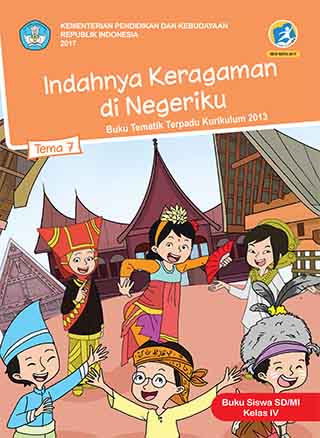 KEMENTERIAN PENDIDIKAN DAN KEBUDAYAAN
REPUBLIK INDONESIA
2017
Indahnya Keragaman
di Negeriku
Buku Tematik Terpadu Kurikulum 2013
Tema 7
Buku Siswa SD/MI
Kelas IV